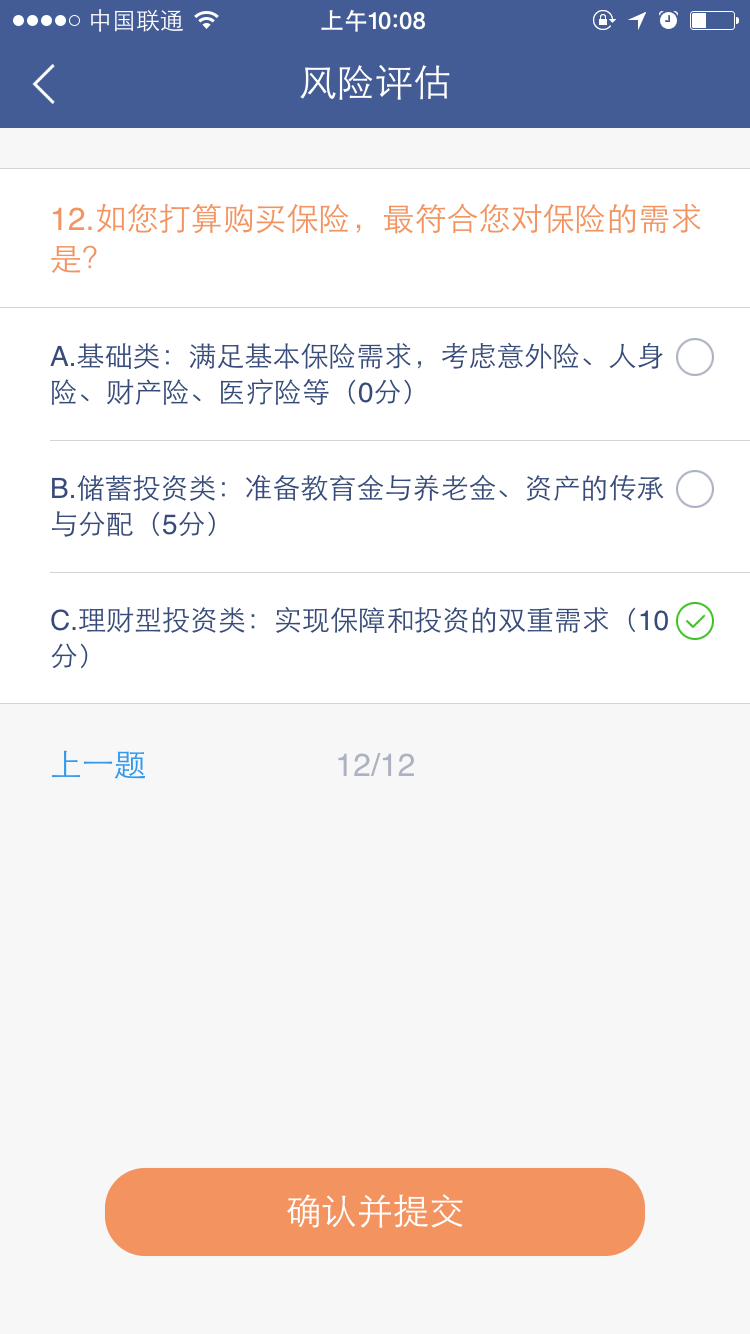 中国联通 上午10:08
风险评估
12.如您打算购买保险，最符合您对保险的需求
是？
A.基础类：满足基本保险需求，考虑意外险、人身
险、财产险、医疗险等（0分）
B.储蓄投资类：准备教育金与养老金、资产的传承
与分配（5分）
C.理财型投资类：实现保障和投资的双重需求（10
分）
上一题 12/12
确认并提交